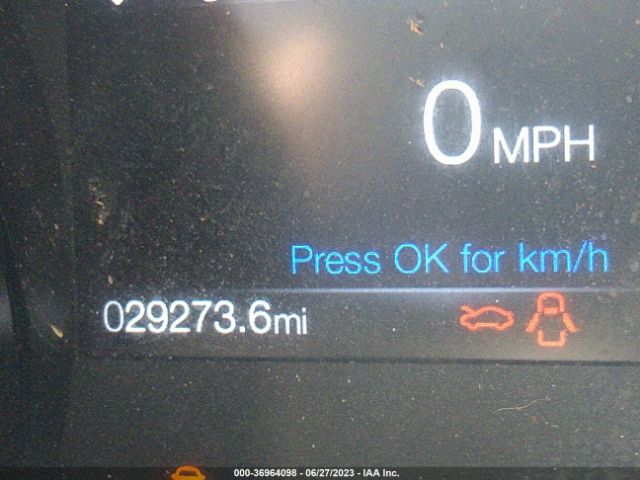 0 MPH
Press OK for km/h
029273.6mi
000-36964098 - 06/27/2023 - IAA Inc.